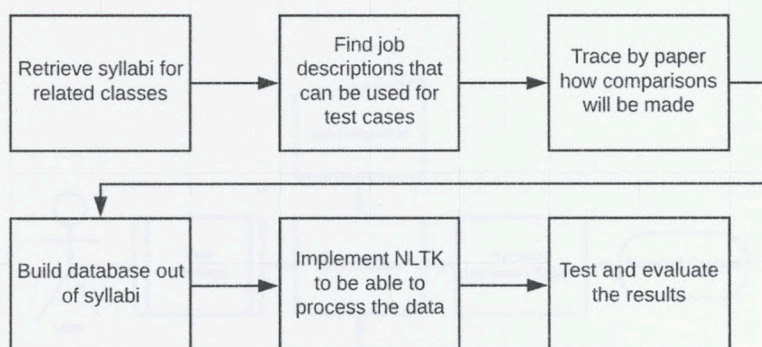 Retrieve syllabi for
related classes
Find job
descriptions that
can be used for
test cases
Trace by paper
how comparisons
will be made
Build database out
of syllabi
Implement NLTK
to be able to
process the data
Test and evaluate
the results